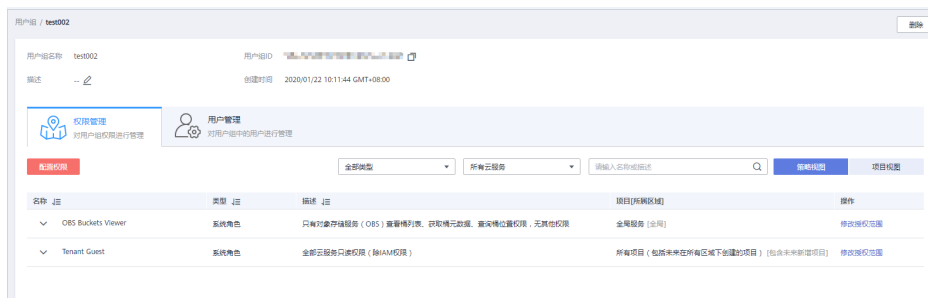 用户组 / test002
删除
用户组名称 test002 用户组ID
描述 -- 创建时间 2020/01/22 10:11:44 GMT+08:00
权限管理
对用户组权限进行管理
用户管理
对用户组中的用户进行管理
配置权限 全部类型 所有云服务 请输入名称或描述 策略视图 项目视图
名称 类型 描述 项目[所属区域] 操作
OBS Buckets Viewer 系统角色 只有对象存储服务（OBS）查看桶列表、获取桶元数据、查询桶位置权限，无其他权限 全局服务 [全局] 修改授权范围
Tenant Guest 系统角色 全部云服务只读权限（除IAM权限） 所有项目（包括未来在所有区域下创建的项目） [包含未来新增项目] 修改授权范围